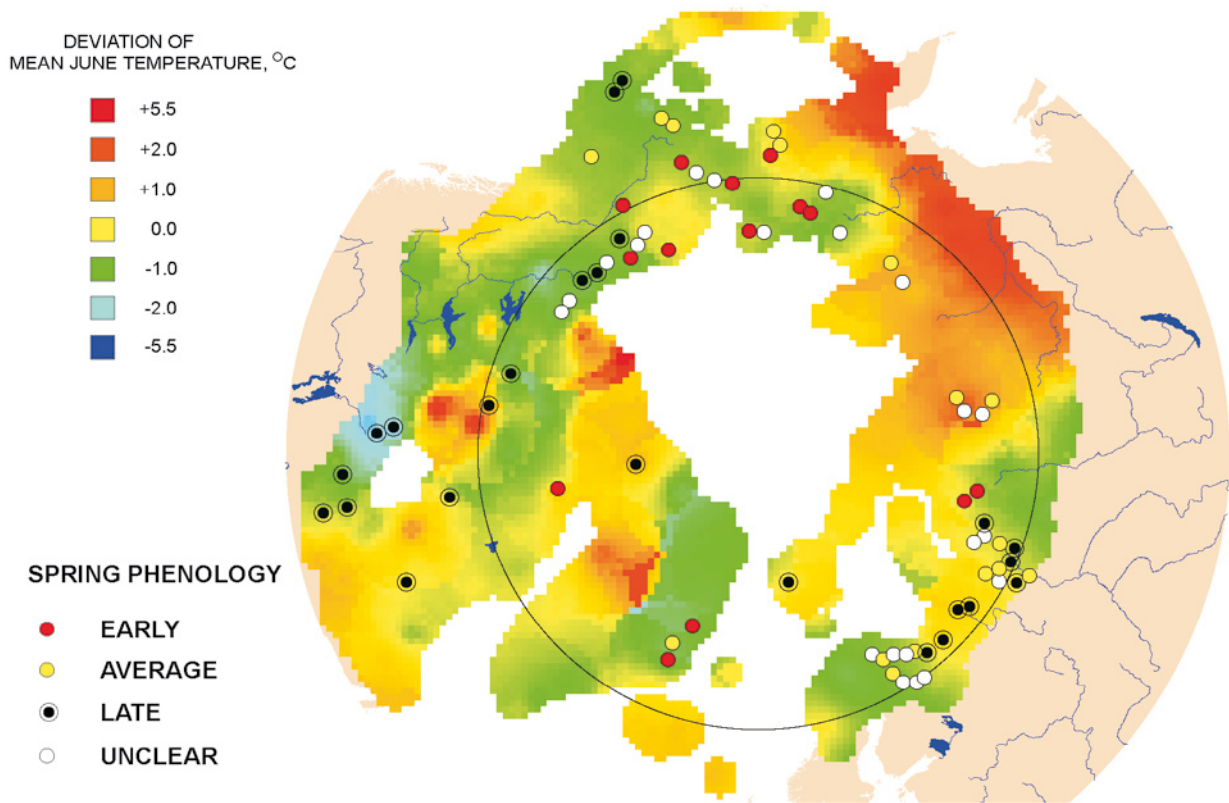 DEVIATION OF
MEAN JUNE TEMPERATURE, °C
+5.5
+2.0
+1.0
0.0
-1.0
-2.0
-5.5
SPRING PHENOLOGY
EARLY
AVERAGE
LATE
UNCLEAR